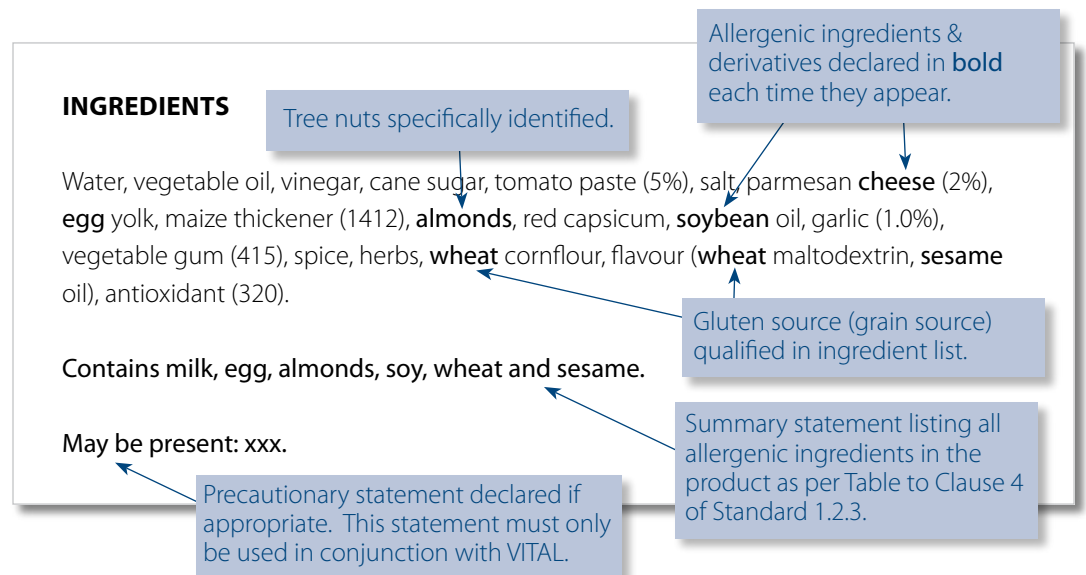 Allergenic ingredients &
derivatives declared in bold
each time they appear.
INGREDIENTS
Tree nuts specifically identified.
Water, vegetable oil, vinegar, cane sugar, tomato paste (5%), salt, parmesan cheese (2%),
egg yolk, maize thickener (1412), almonds, red capsicum, soybean oil, garlic (1.0%),
vegetable gum (415), spice, herbs, wheat cornflour, flavour (wheat maltodextrin, sesame
oil), antioxidant (320).
Gluten source (grain source)
qualified in ingredient list.
Contains milk, egg, almonds, soy, wheat and sesame.
Summary statement listing all
allergenic ingredients in the
product as per Table to Clause 4
of Standard 1.2.3.
May be present: xxx.
Precautionary statement declared if
appropriate. This statement must only
be used in conjunction with VITAL.